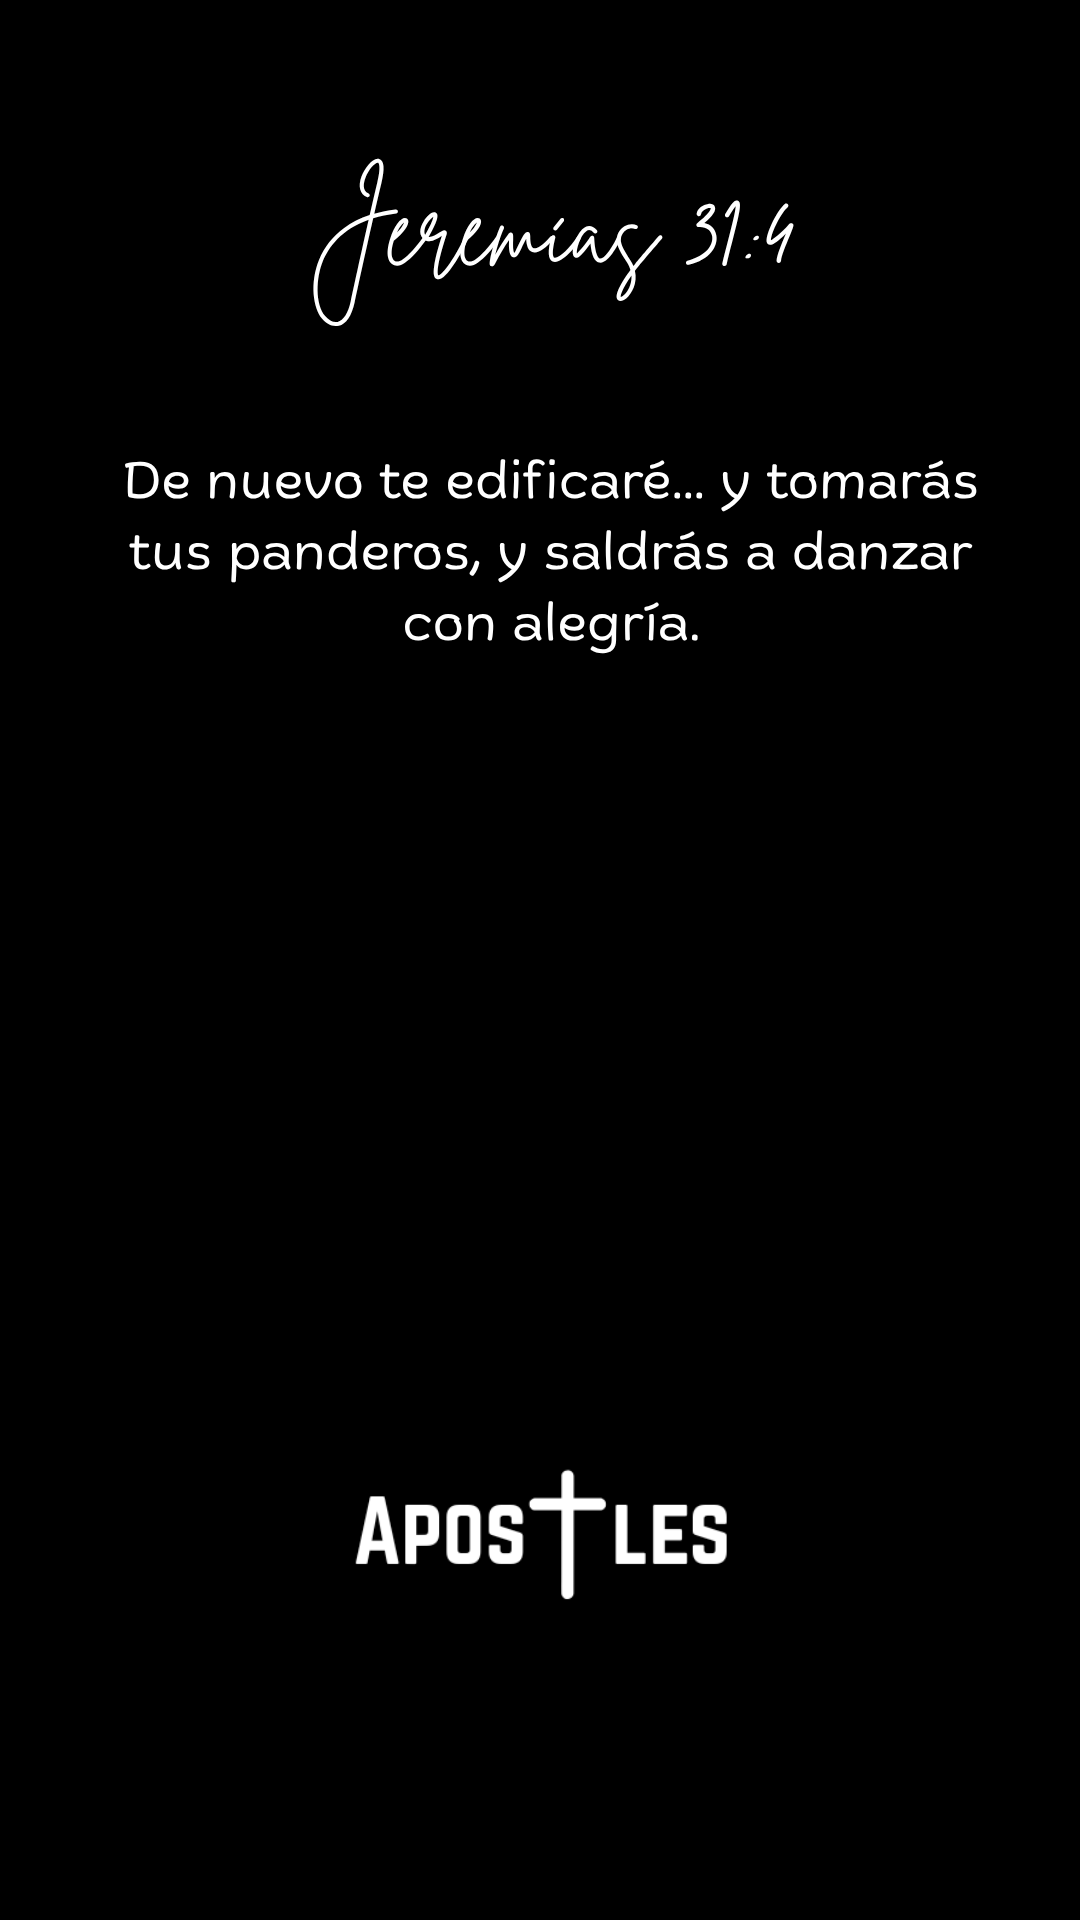 Jeremías 31:4
De nuevo te edificaré... y tomarás
tus panderos, y saldrás a danzar
con alegría.
APOSTLES